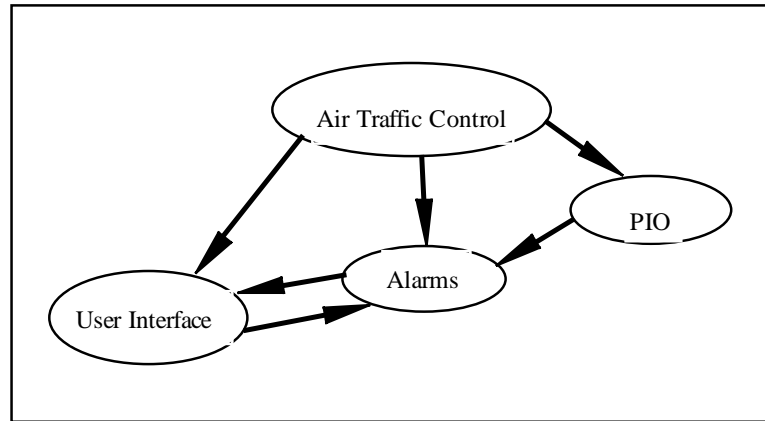 Air Traffic Control
PIO
Alarms
User Interface